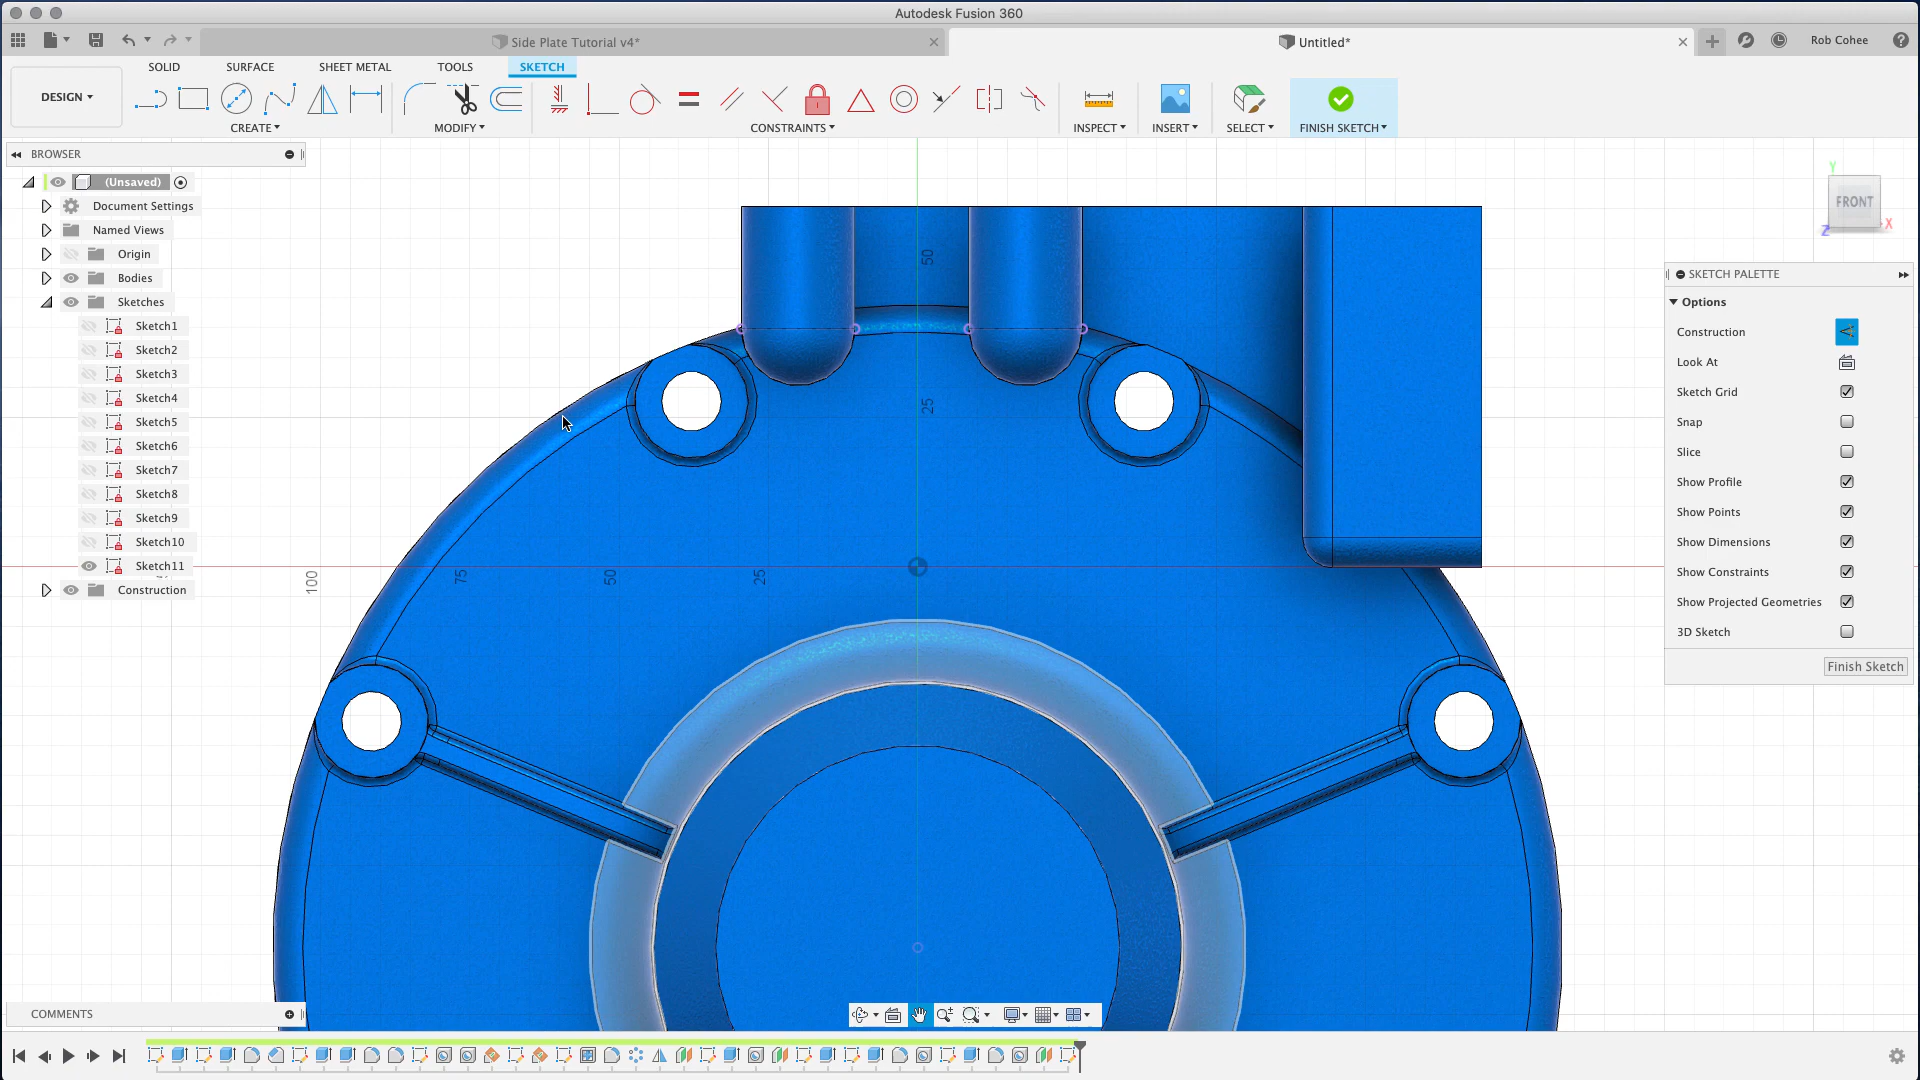 Autodesk Fusion 360
Side Plate Tutorial v4*
Untitled*
Rob Cohee
DESIGN
SOLID
SURFACE
SHEET METAL
TOOLS
SKETCH
CREATE
MODIFY
CONSTRAINTS
INSPECT
INSERT
SELECT
FINISH SKETCH
BROWSER
(Unsaved)
Document Settings
Named Views
Origin
Bodies
Sketches
Sketch1
Sketch2
Sketch3
Sketch4
Sketch5
Sketch6
Sketch7
Sketch8
Sketch9
Sketch10
Sketch11
Construction
50
25
100
75
50
25
Y
FRONT
X
Z
SKETCH PALETTE
Options
Construction
Look At
Sketch Grid
Snap
Slice
Show Profile
Show Points
Show Dimensions
Show Constraints
Show Projected Geometries
3D Sketch
Finish Sketch
COMMENTS